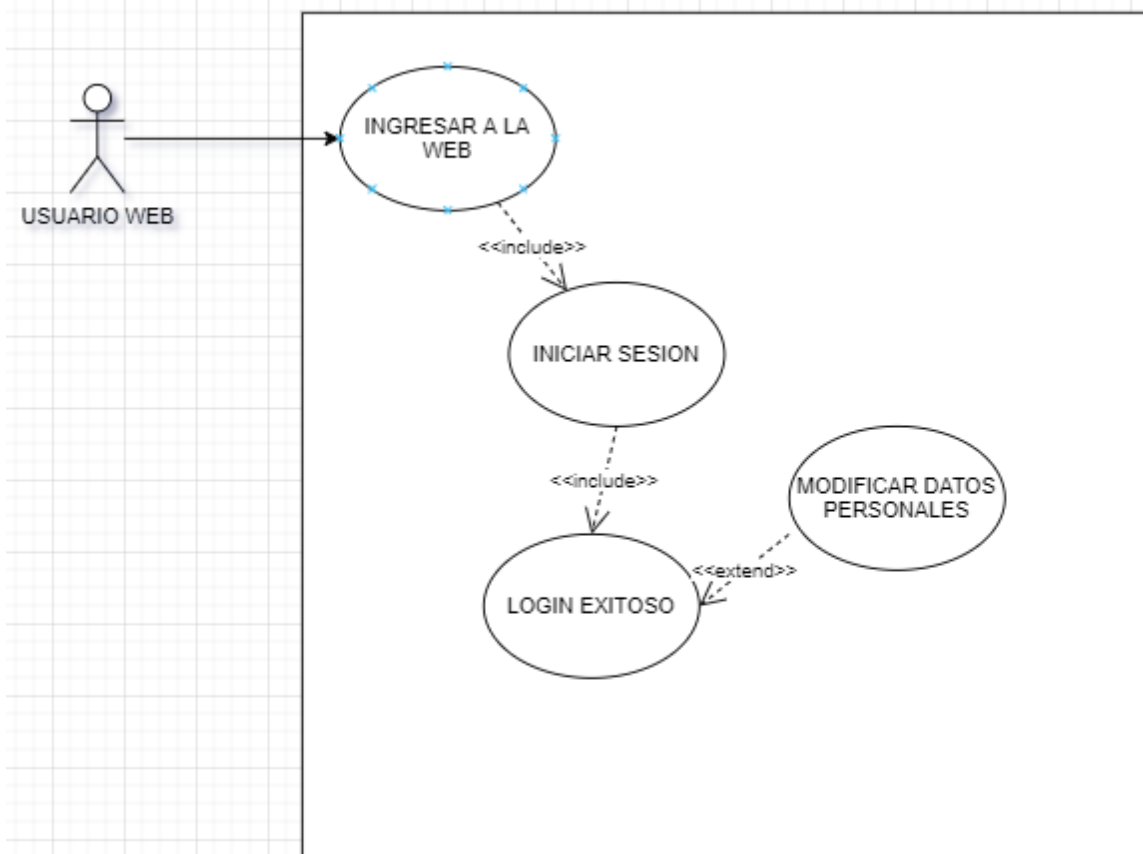 INGRESAR A LA
WEB
USUARIO WEB
<<include>>
INICIAR SESION
<<include>>
MODIFICAR DATOS
PERSONALES
<<extend>>
LOGIN EXITOSO